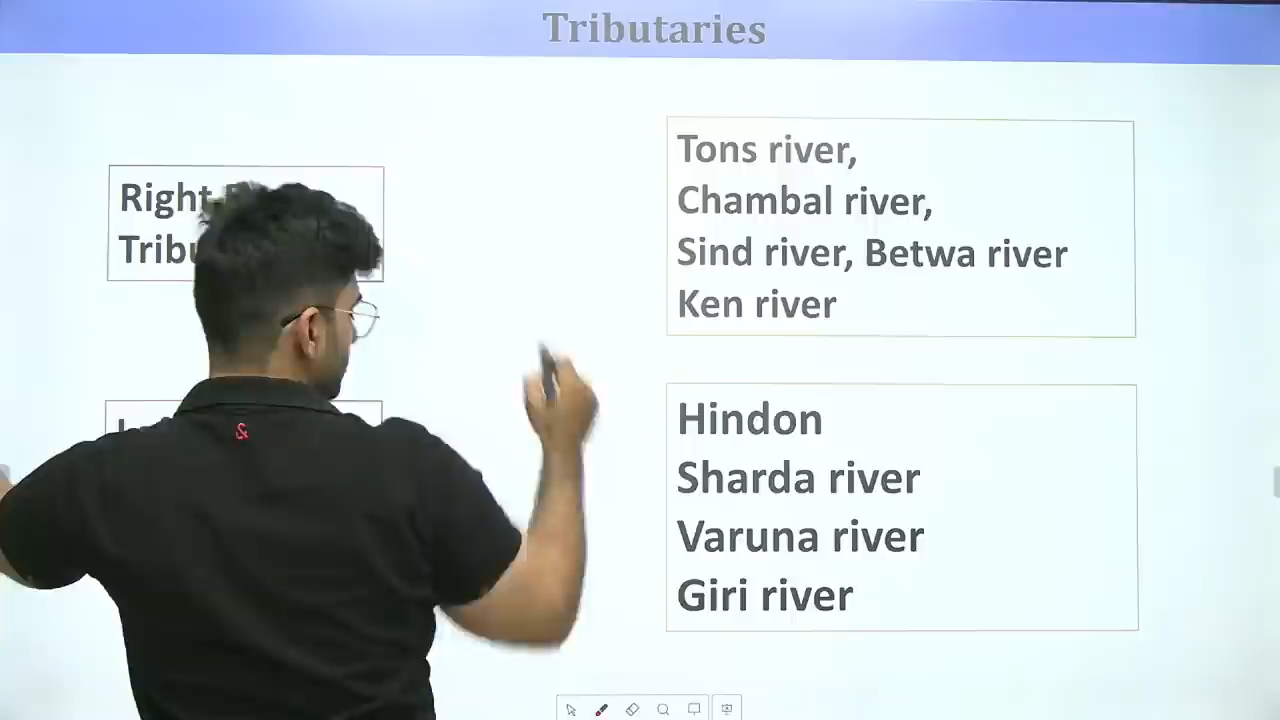 Tributaries
Right
Tons river,
Chambal river,
Sind river, Betwa river
Ken river
Hindon
Sharda river
Varuna river
Giri river